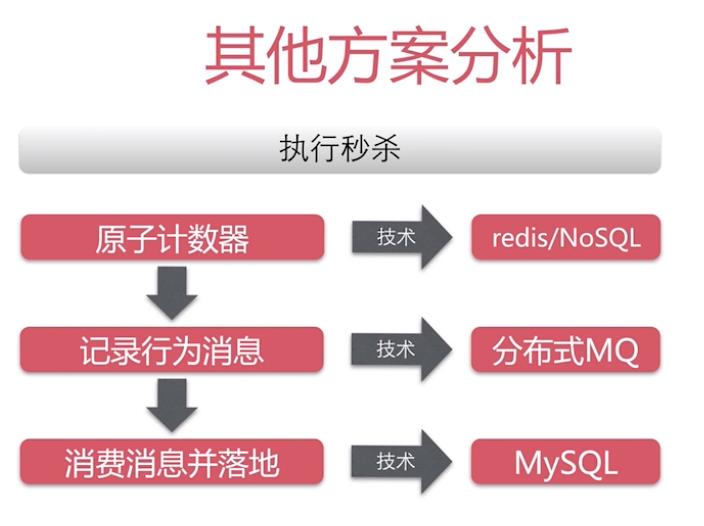 其他方案分析
执行秒杀
原子计数器
技术
redis/NoSQL
记录行为消息
技术
分布式MQ
消费消息并落地
技术
MySQL